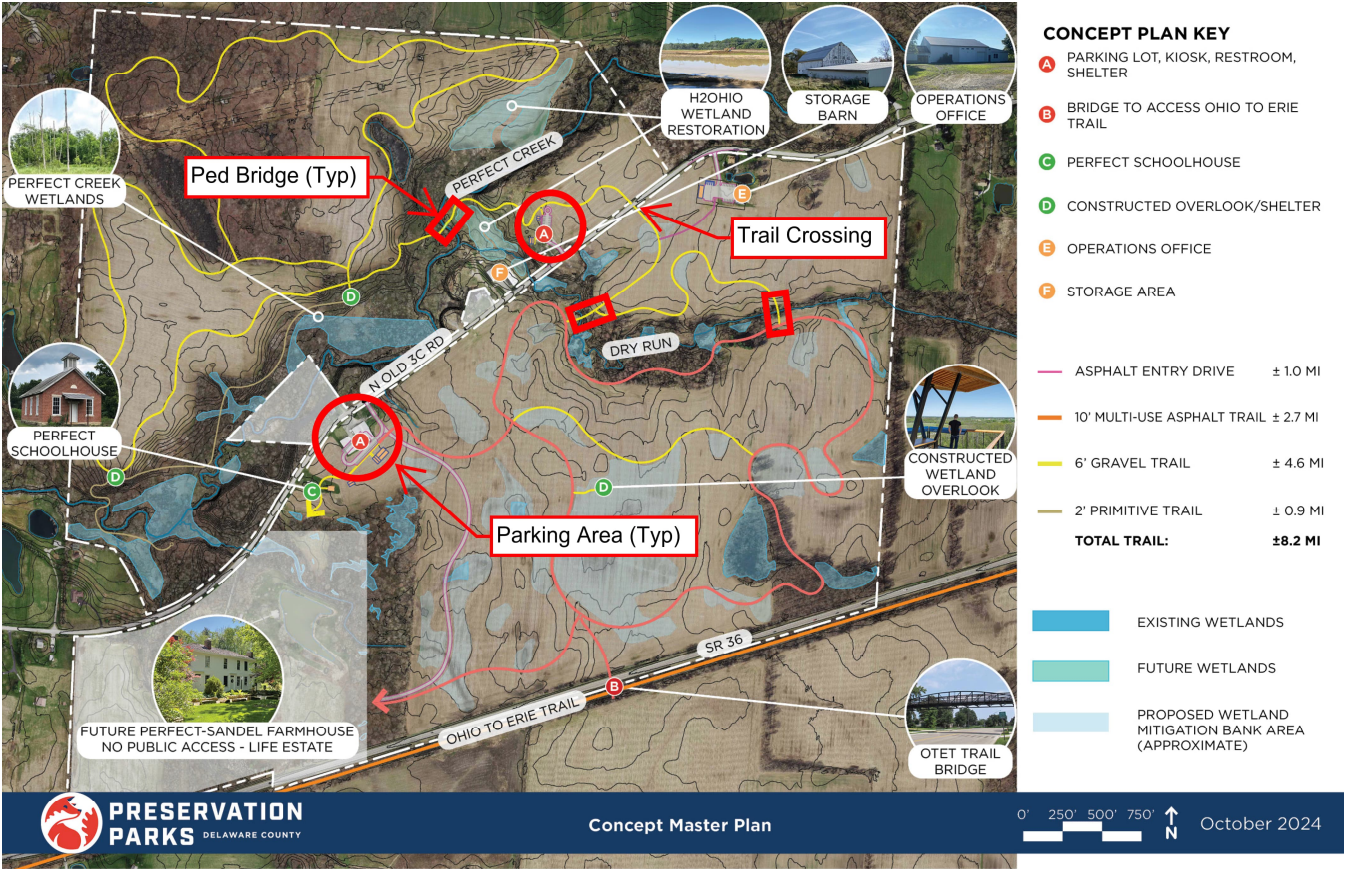 H2OHIO
WETLAND
RESTORATION
STORAGE
BARN
OPERATIONS
OFFICE
PERFECT CREEK
WETLANDS
Ped Bridge (Typ)
PERFECT CREEK
A
E
Trail Crossing
F
D
DRY RUN
N OLD 3C RD
PERFECT
SCHOOLHOUSE
A
D
C
D
CONSTRUCTED
WETLAND
OVERLOOK
Parking Area (Typ)
SR 36
B
OHIO TO ERIE TRAIL
FUTURE PERFECT-SANDEL FARMHOUSE
NO PUBLIC ACCESS - LIFE ESTATE
OTET TRAIL
BRIDGE
CONCEPT PLAN KEY
A PARKING LOT, KIOSK, RESTROOM,
SHELTER
B BRIDGE TO ACCESS OHIO TO ERIE
TRAIL
C PERFECT SCHOOLHOUSE
D CONSTRUCTED OVERLOOK/SHELTER
E OPERATIONS OFFICE
F STORAGE AREA
ASPHALT ENTRY DRIVE ± 1.0 MI
10' MULTI-USE ASPHALT TRAIL ± 2.7 MI
6' GRAVEL TRAIL ± 4.6 MI
2' PRIMITIVE TRAIL ± 0.9 MI
TOTAL TRAIL: ±8.2 MI
EXISTING WETLANDS
FUTURE WETLANDS
PROPOSED WETLAND
MITIGATION BANK AREA
(APPROXIMATE)
PRESERVATION
PARKS DELAWARE COUNTY
Concept Master Plan
0' 250' 500' 750'
N
October 2024